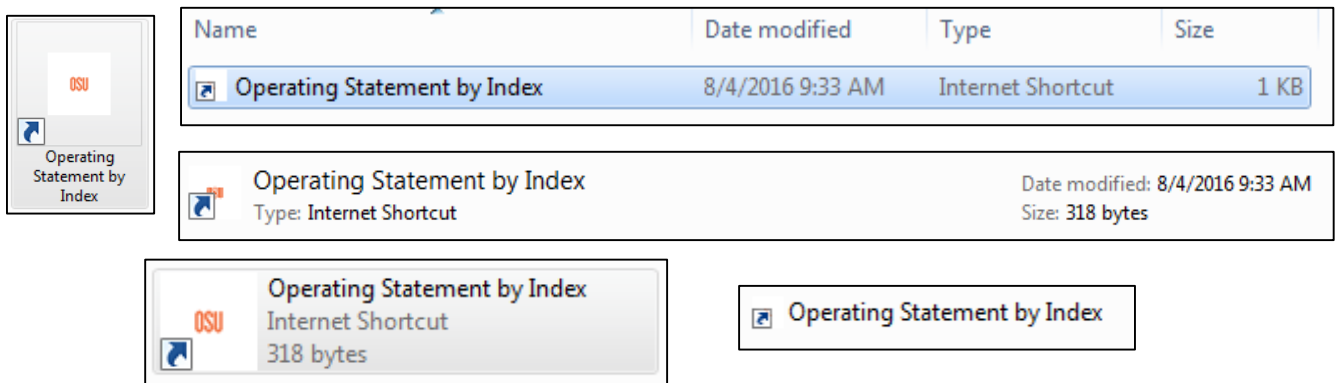 OSU
Operating
Statement by
Index
Name Date modified Type Size
Operating Statement by Index 8/4/2016 9:33 AM Internet Shortcut 1 KB
Operating Statement by Index Date modified: 8/4/2016 9:33 AM
Type: Internet Shortcut Size: 318 bytes
OSU
Operating Statement by Index
Internet Shortcut
318 bytes
Operating Statement by Index